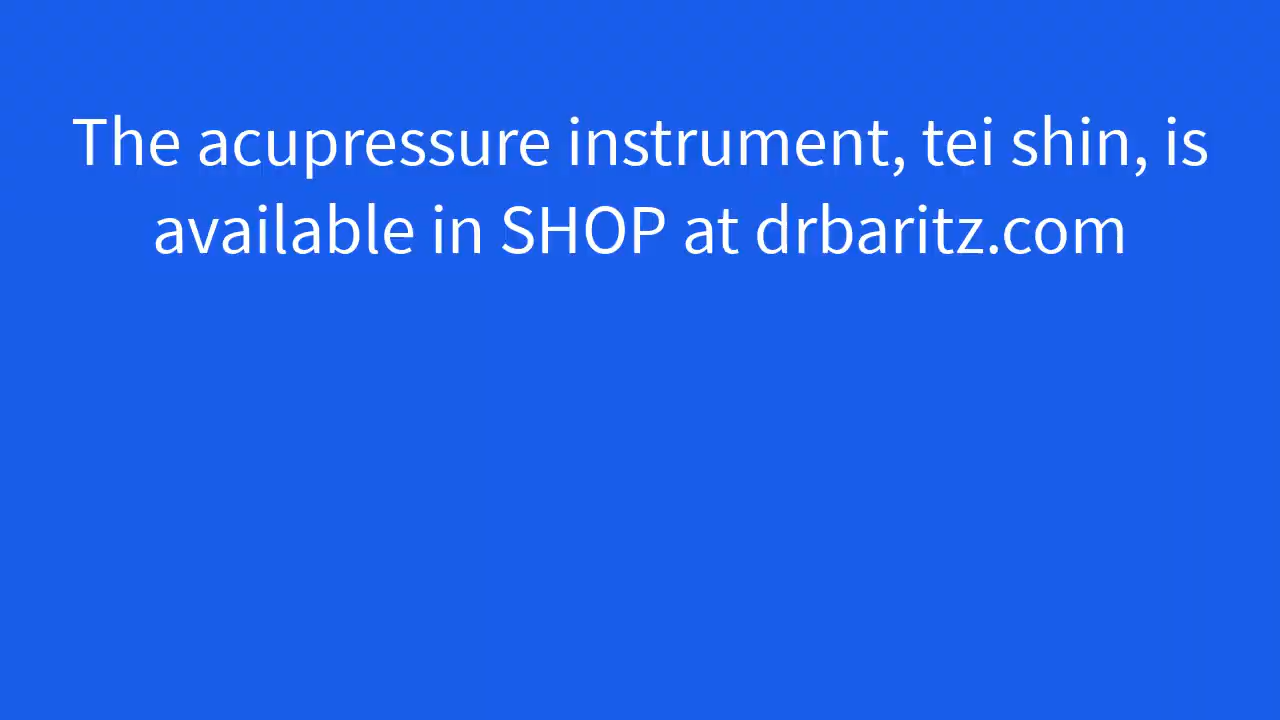 The acupressure instrument, tei shin, is
available in SHOP at drbaritz.com